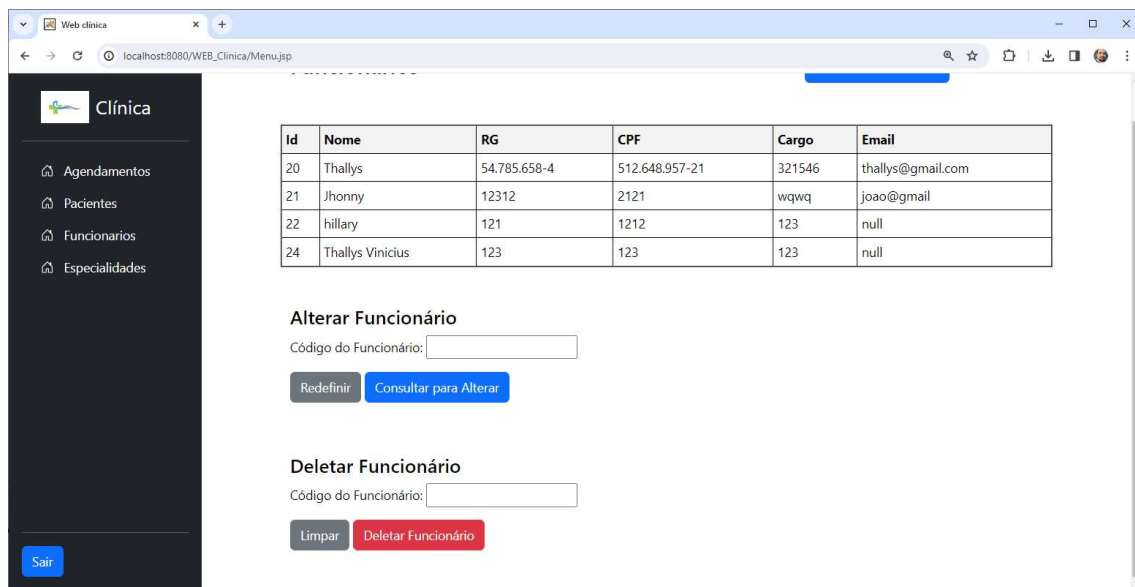 Web clínica
localhost:8080/WEB_Clinica/Menu.jsp
Clínica
Agendamentos
Pacientes
Funcionarios
Especialidades
Sair
Id Nome RG CPF Cargo Email
20 Thallys 54.785.658-4 512.648.957-21 321546 thallys@gmail.com
21 Jhonny 12312 2121 wqwq joao@gmail
22 hillary 121 1212 123 null
24 Thallys Vinicius 123 123 123 null
Alterar Funcionário
Código do Funcionário:
Redefinir Consultar para Alterar
Deletar Funcionário
Código do Funcionário:
Limpar Deletar Funcionário